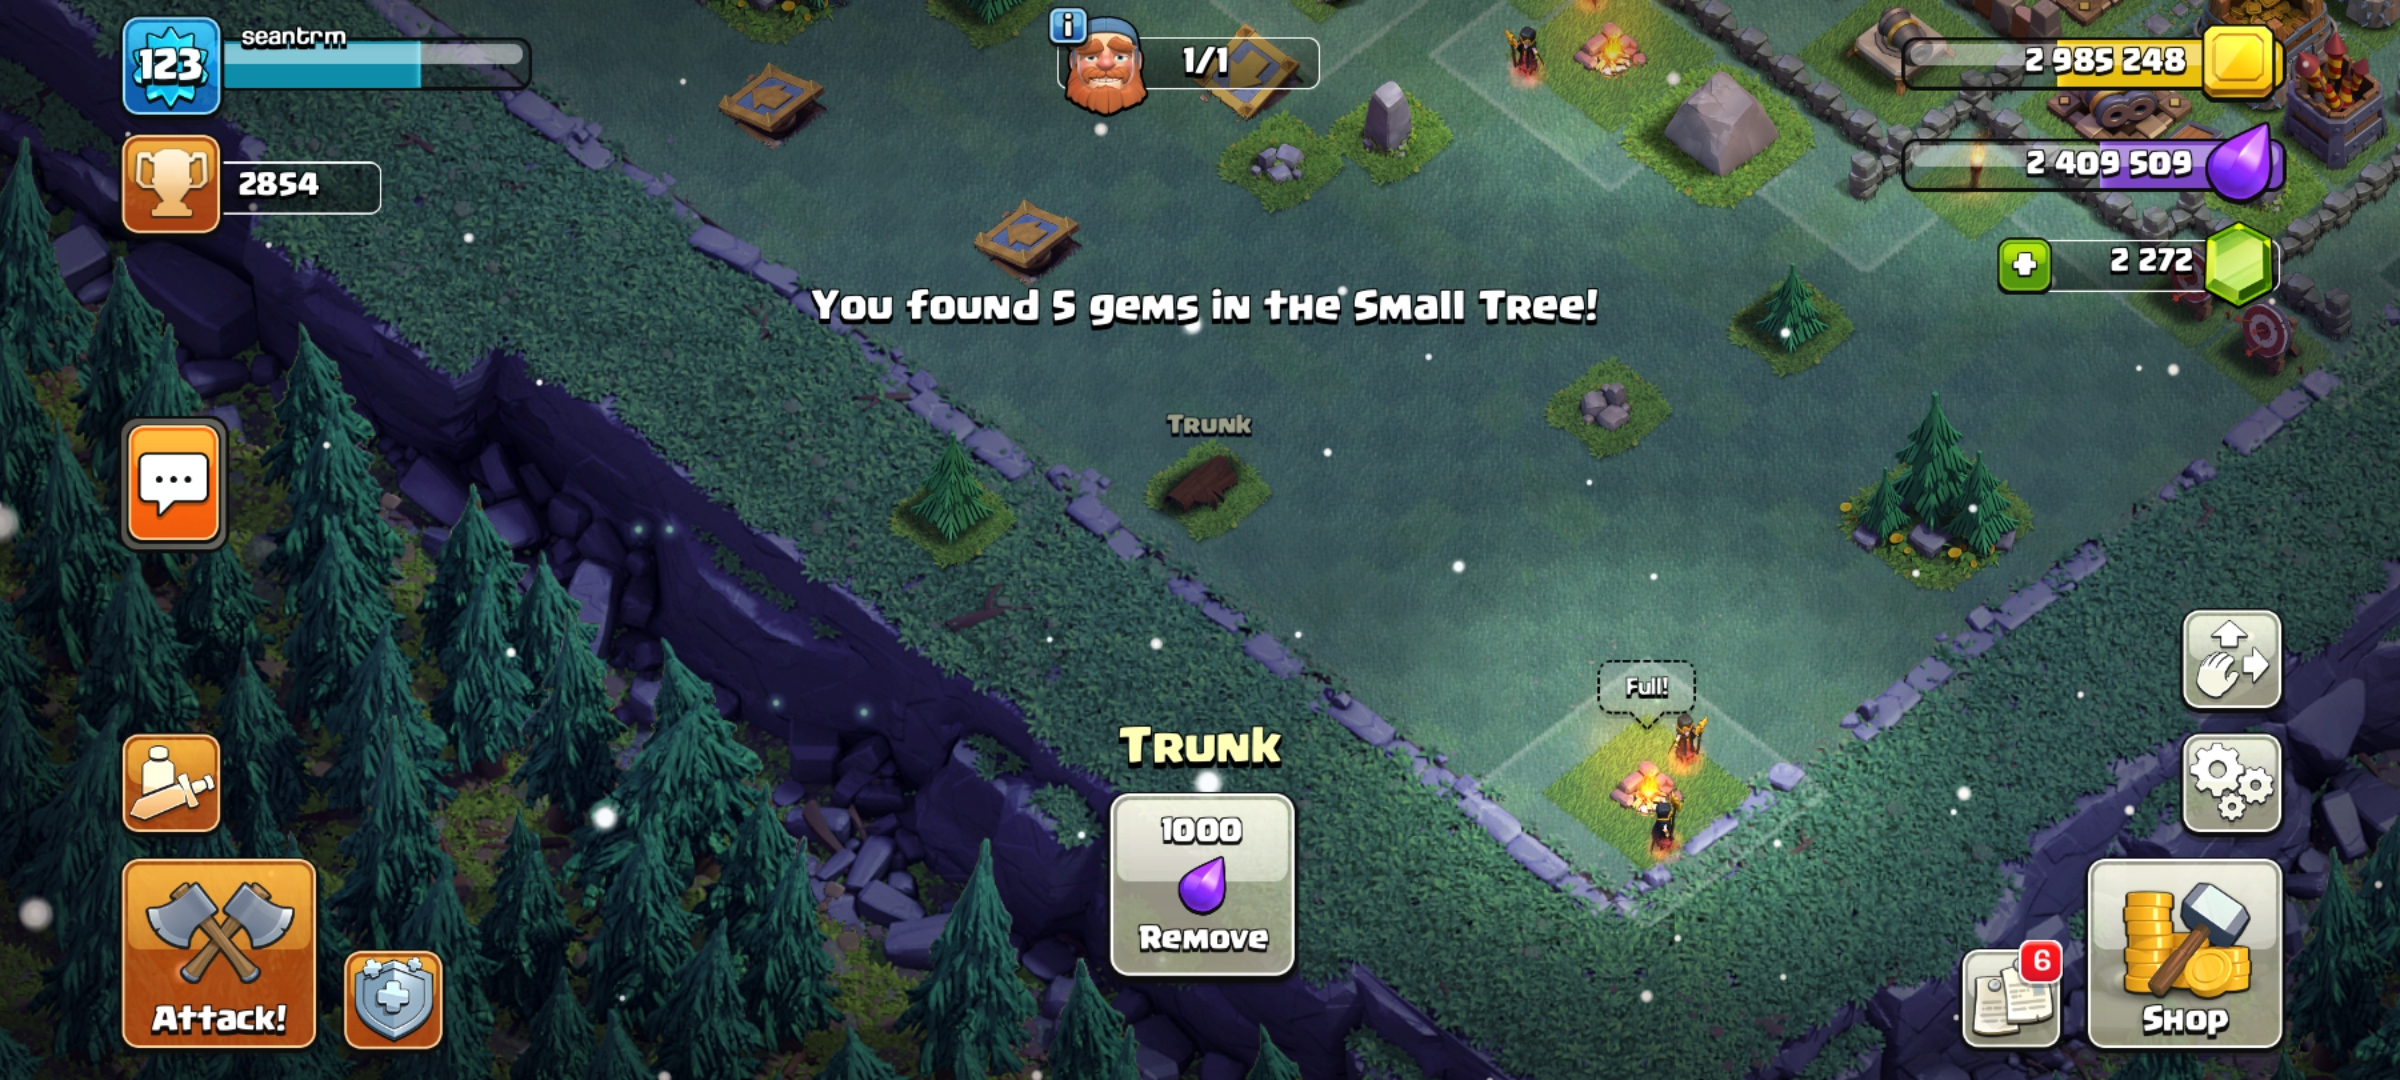 123
seantrm
1/1
2 985 248
2854
2 409 509
2 272
You found 5 gems in the Small Tree!
Trunk
Full!
Trunk
1000
Remove
Attack!
6
Shop